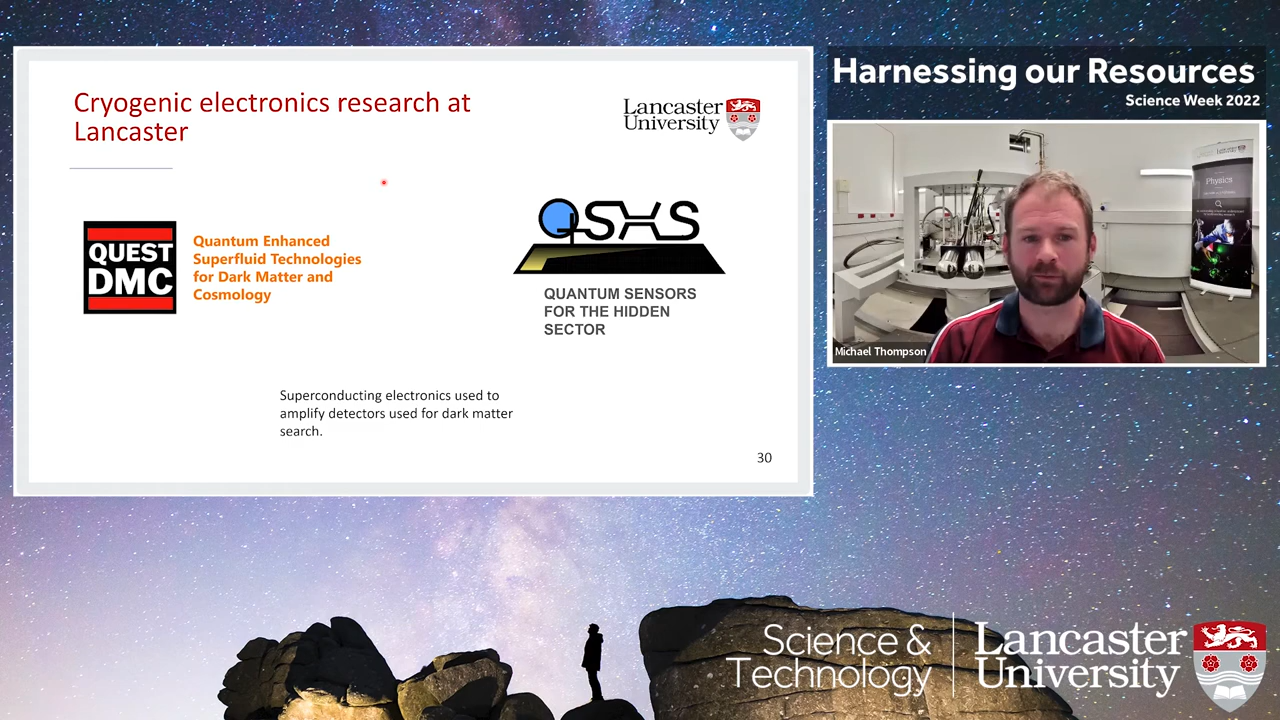 Cryogenic electronics research at
Lancaster
Lancaster
University
QUEST
DMC
Quantum Enhanced
Superfluid Technologies
for Dark Matter and
Cosmology
QSHS
QUANTUM SENSORS
FOR THE HIDDEN
SECTOR
Superconducting electronics used to
amplify detectors used for dark matter
search.
30
Harnessing our Resources
Science Week 2022
Physics
Michael Thompson
Science &
Technology
Lancaster
University